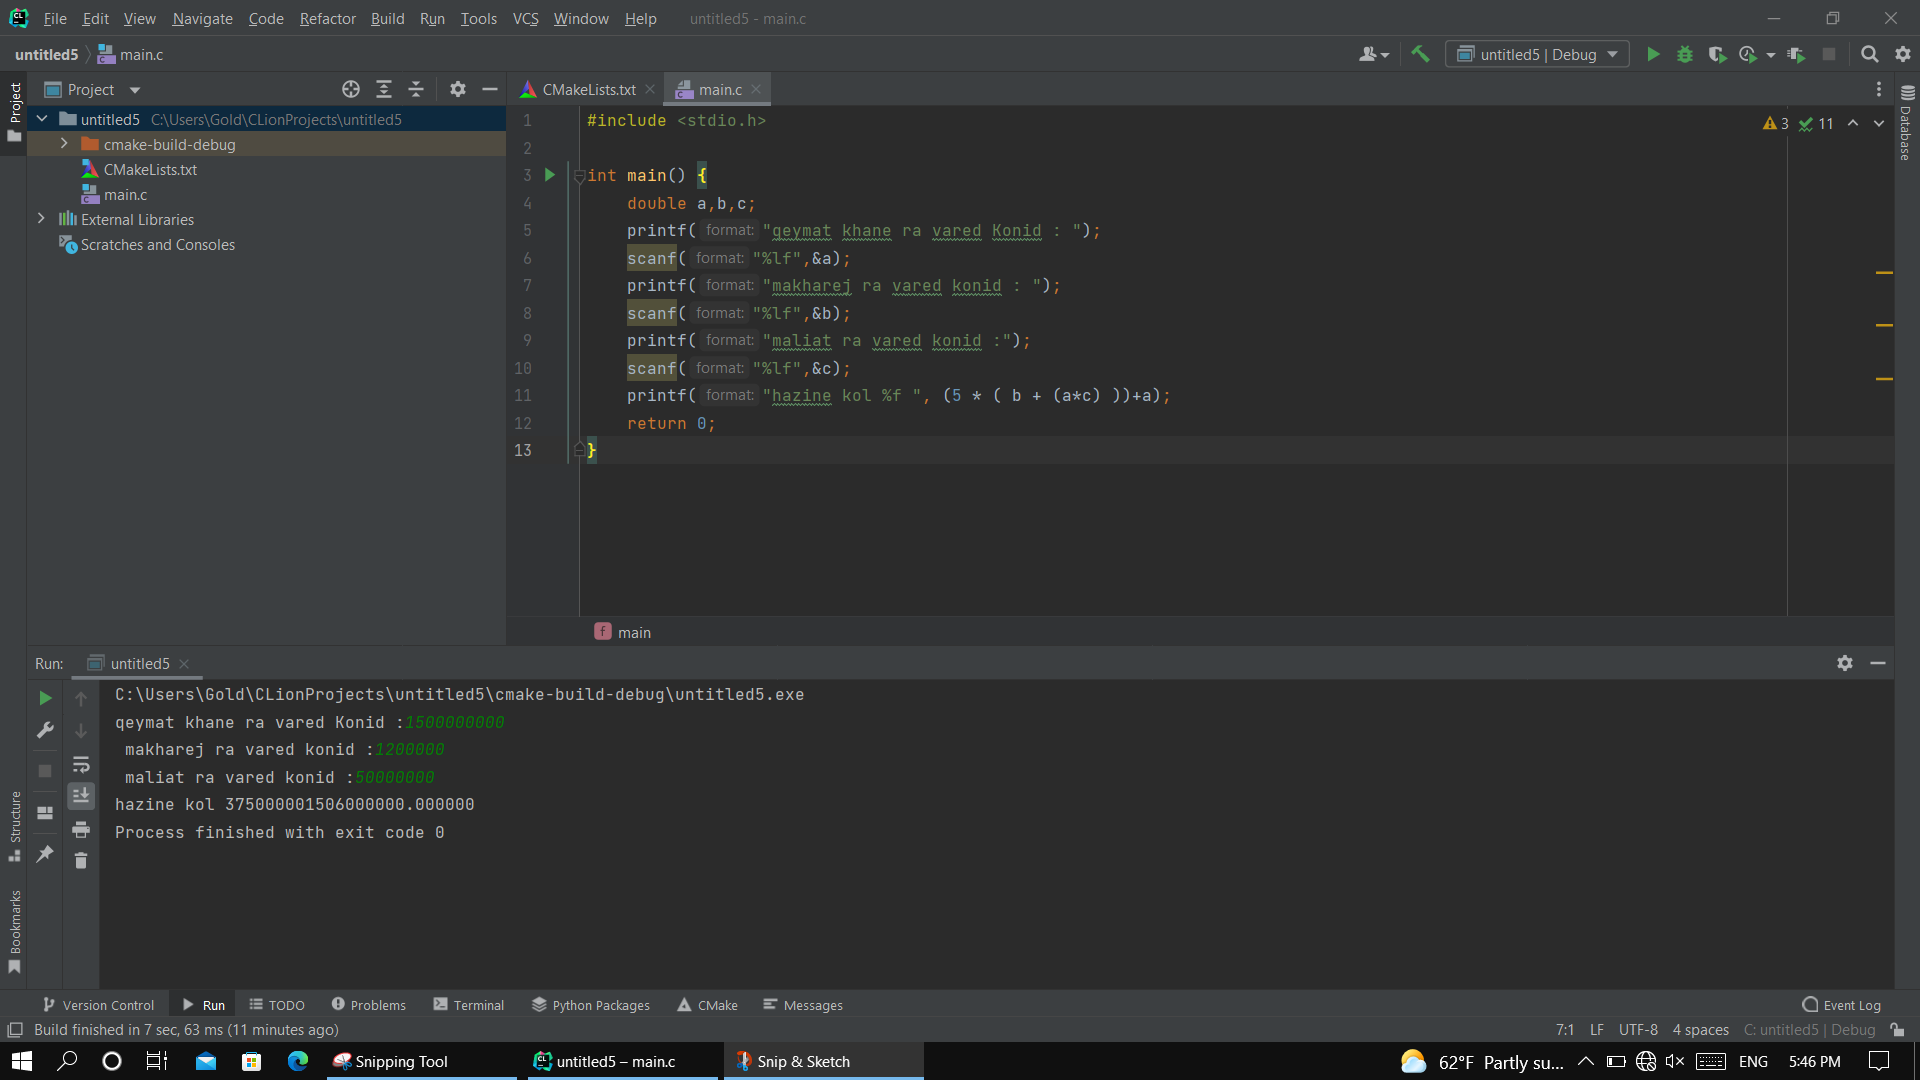 File Edit View Navigate Code Refactor Build Run Tools VCS Window Help untitled5 - main.c
untitled5 main.c untitled5 | Debug
Project CMakeLists.txt main.c
untitled5 C:\Users\Gold\CLionProjects\untitled5
cmake-build-debug
CMakeLists.txt
main.c
External Libraries
Scratches and Consoles
Project
Structure
Bookmarks
Database
3 11
1 #include <stdio.h>
2
3 int main() {
4 double a,b,c;
5 printf( format: "qeymat khane ra vared Konid : ");
6 scanf( format: "%lf",&a);
7 printf( format: "makharej ra vared konid : ");
8 scanf( format: "%lf",&b);
9 printf( format: "maliat ra vared konid :");
10 scanf( format: "%lf",&c);
11 printf( format: "hazine kol %f ", (5 * ( b + (a*c) ))+a);
12 return 0;
13 }
f main
Run: untitled5
C:\Users\Gold\CLionProjects\untitled5\cmake-build-debug\untitled5.exe
qeymat khane ra vared Konid :1500000000
makharej ra vared konid :1200000
maliat ra vared konid :50000000
hazine kol 375000001506000000.000000
Process finished with exit code 0
Version Control Run TODO Problems Terminal Python Packages CMake Messages Event Log
Build finished in 7 sec, 63 ms (11 minutes ago) 7:1 LF UTF-8 4 spaces C: untitled5 | Debug
Snipping Tool untitled5 – main.c Snip & Sketch 62°F Partly su... ENG 5:46 PM